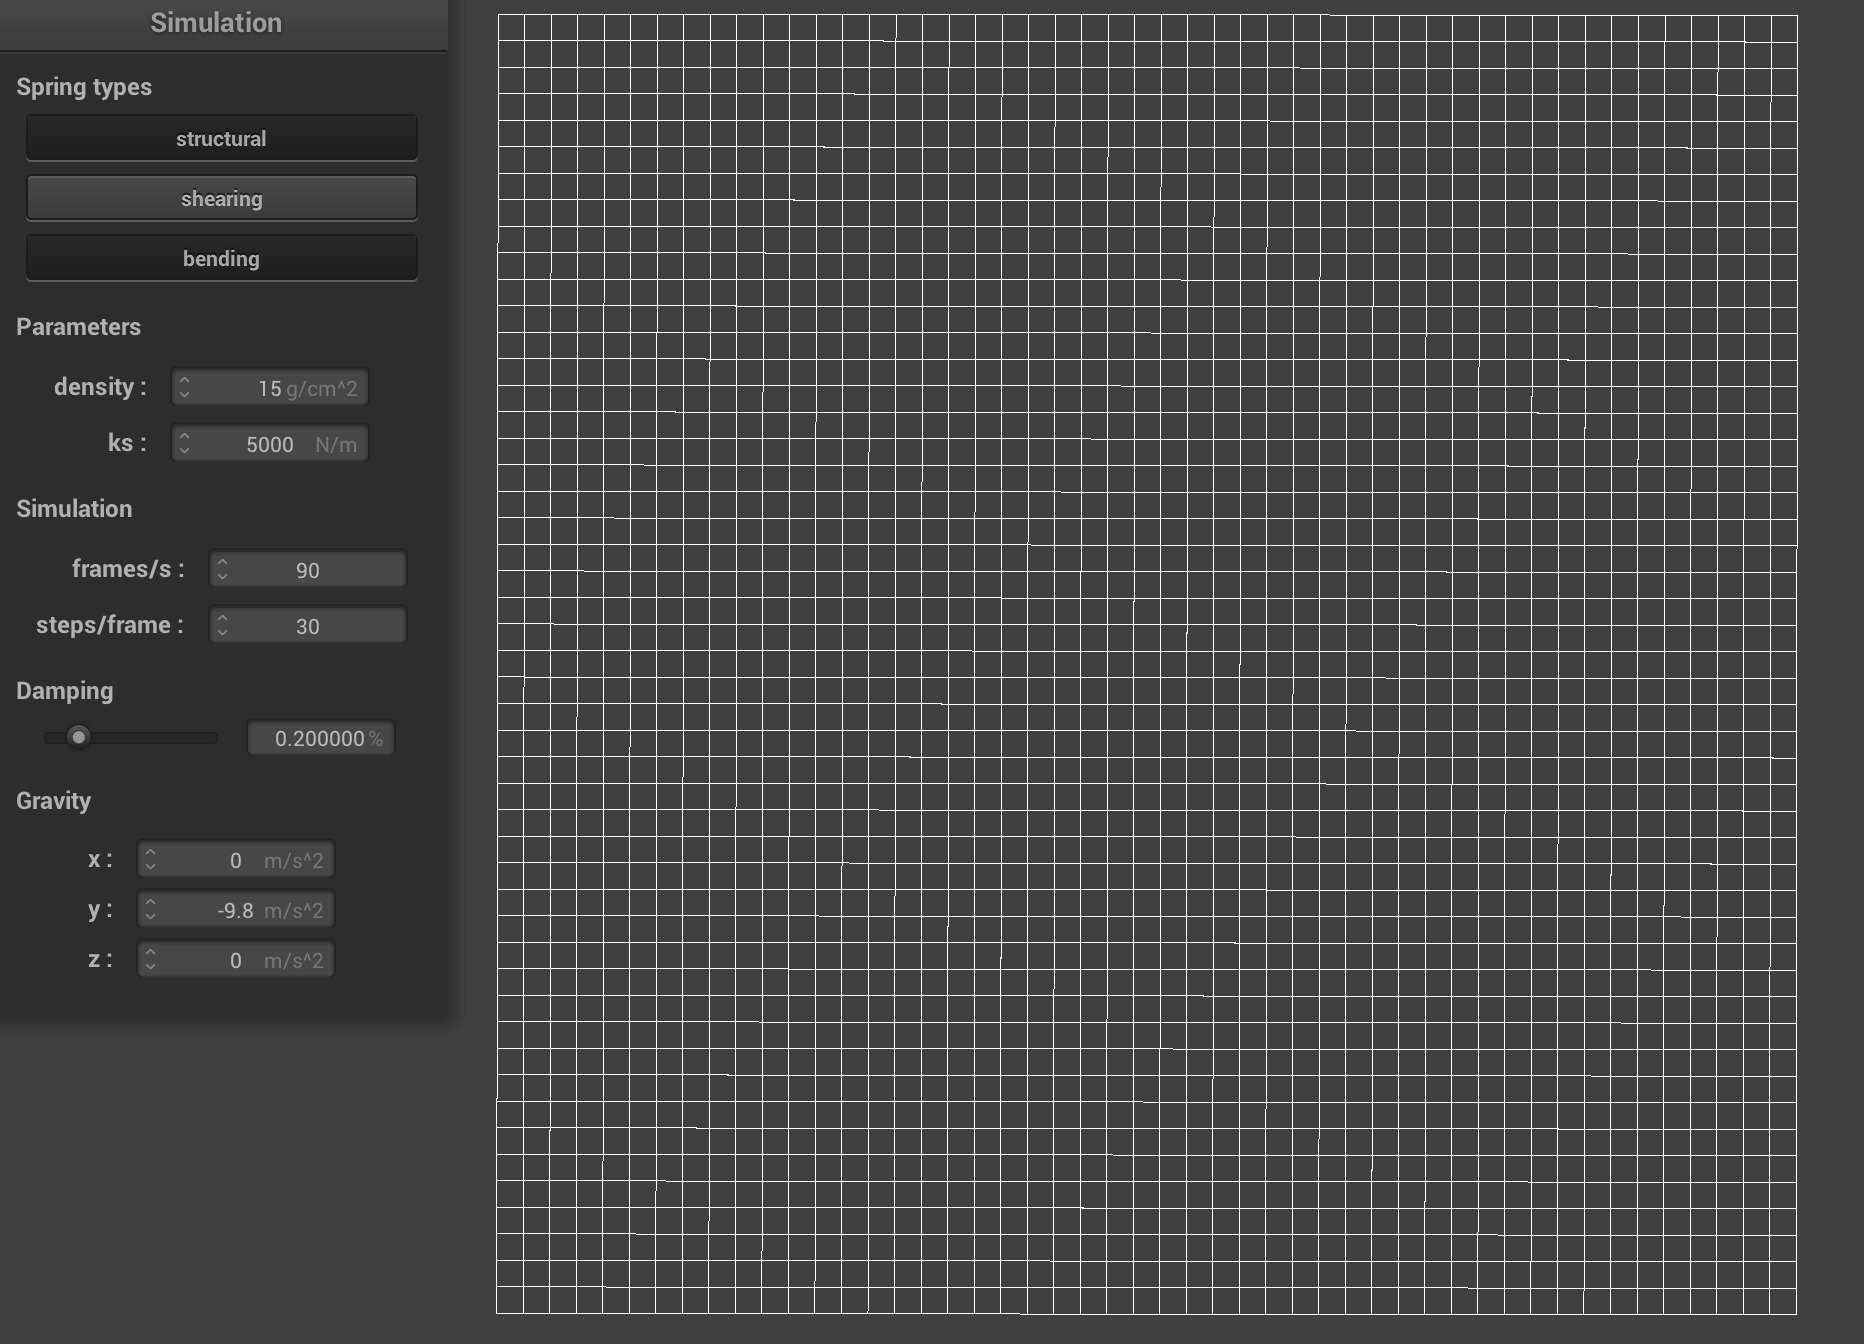 Simulation
Spring types
structural
shearing
bending
Parameters
density : 15 g/cm^2
ks : 5000 N/m
Simulation
frames/s : 90
steps/frame : 30
Damping
0.200000 %
Gravity
x : 0 m/s^2
y : -9.8 m/s^2
z : 0 m/s^2